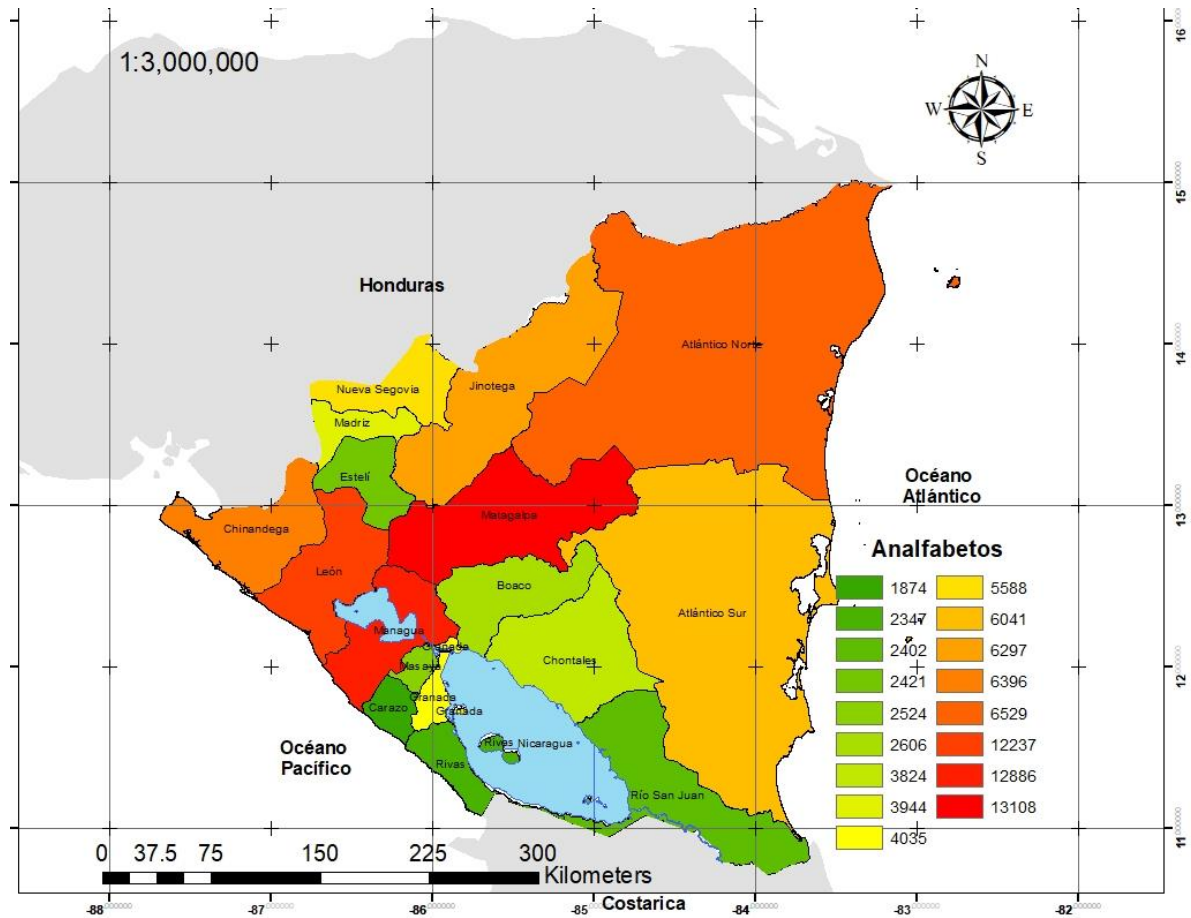 1:3,000,000
N
W E
S
Honduras
Atlántico Norte
Nueva Segovia
Jinotega
Madriz
Estelí
Océano
Atlántico
Chinandega
Matagalpa
León
Boaco
Atlántico Sur
Managua
Granada
Masaya
Chontales
Granada
Carazo
Granada
Océano
Pacífico
Rivas Nicaragua
Rivas
Río San Juan
Costarica
Analfabetos
1874
2347
2402
2421
2524
2606
3824
3944
4035
5588
6041
6297
6396
6529
12237
12886
13108
0 37.5 75 150 225 300
Kilometers
-88 -87 -86 -85 -84 -83 -82
16
15
14
13
12
11